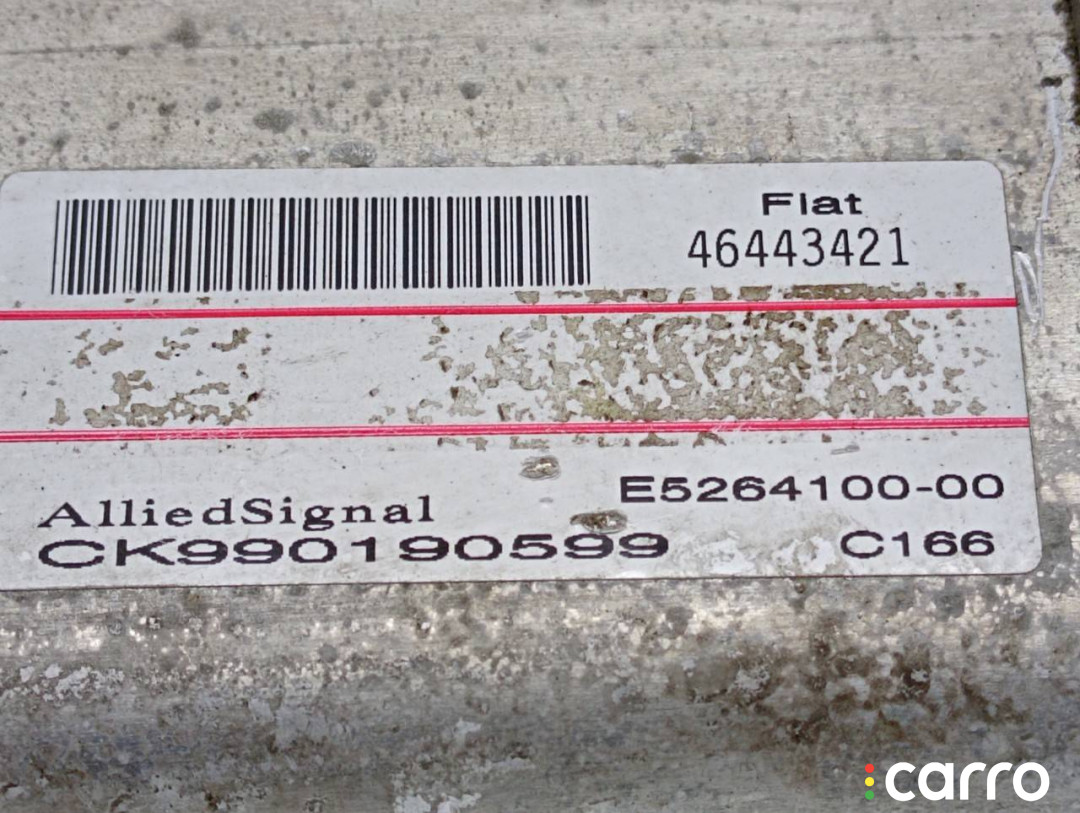 Fiat
46443421
E5264100-00
AlliedSignal
CK990190599
C166
carro